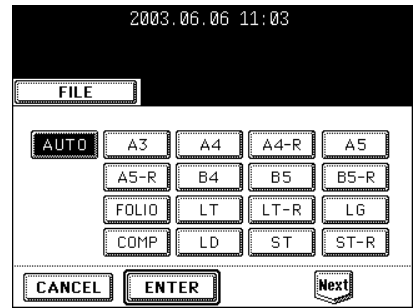 2003.06.06 11:03
FILE
AUTO A3 A4 A4-R A5
A5-R B4 B5 B5-R
FOLIO LT LT-R LG
COMP LD ST ST-R
CANCEL ENTER Next